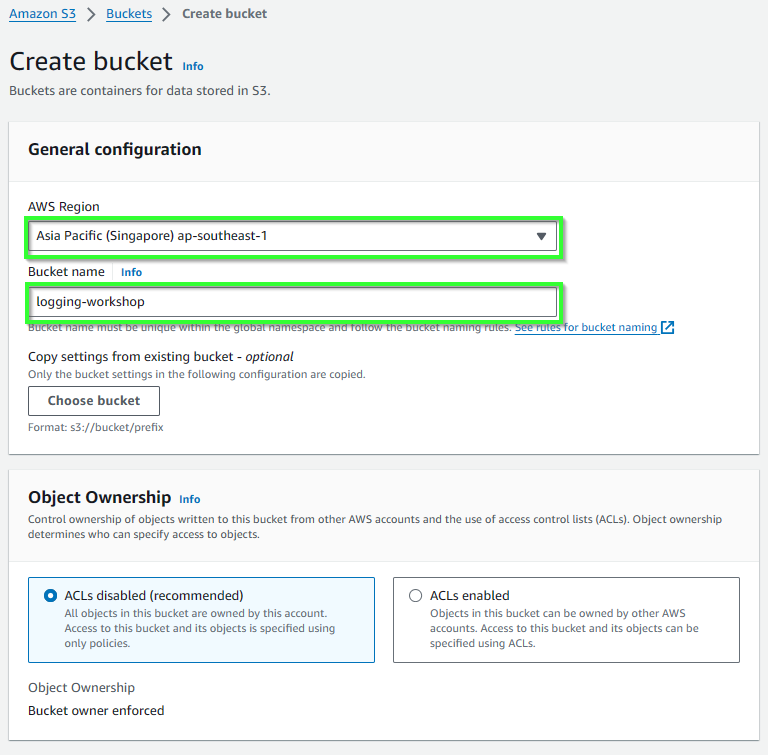 Amazon S3 > Buckets > Create bucket
Create bucket Info
Buckets are containers for data stored in S3.
General configuration
AWS Region
Asia Pacific (Singapore) ap-southeast-1
Bucket name Info
logging-workshop
Bucket name must be unique within the global namespace and follow the bucket naming rules. See rules for bucket naming
Copy settings from existing bucket - optional
Only the bucket settings in the following configuration are copied.
Choose bucket
Format: s3://bucket/prefix
Object Ownership Info
Control ownership of objects written to this bucket from other AWS accounts and the use of access control lists (ACLs). Object ownership
determines who can specify access to objects.
ACLs disabled (recommended)
All objects in this bucket are owned by this account.
Access to this bucket and its objects is specified using
only policies.
ACLs enabled
Objects in this bucket can be owned by other AWS
accounts. Access to this bucket and its objects can be
specified using ACLs.
Object Ownership
Bucket owner enforced